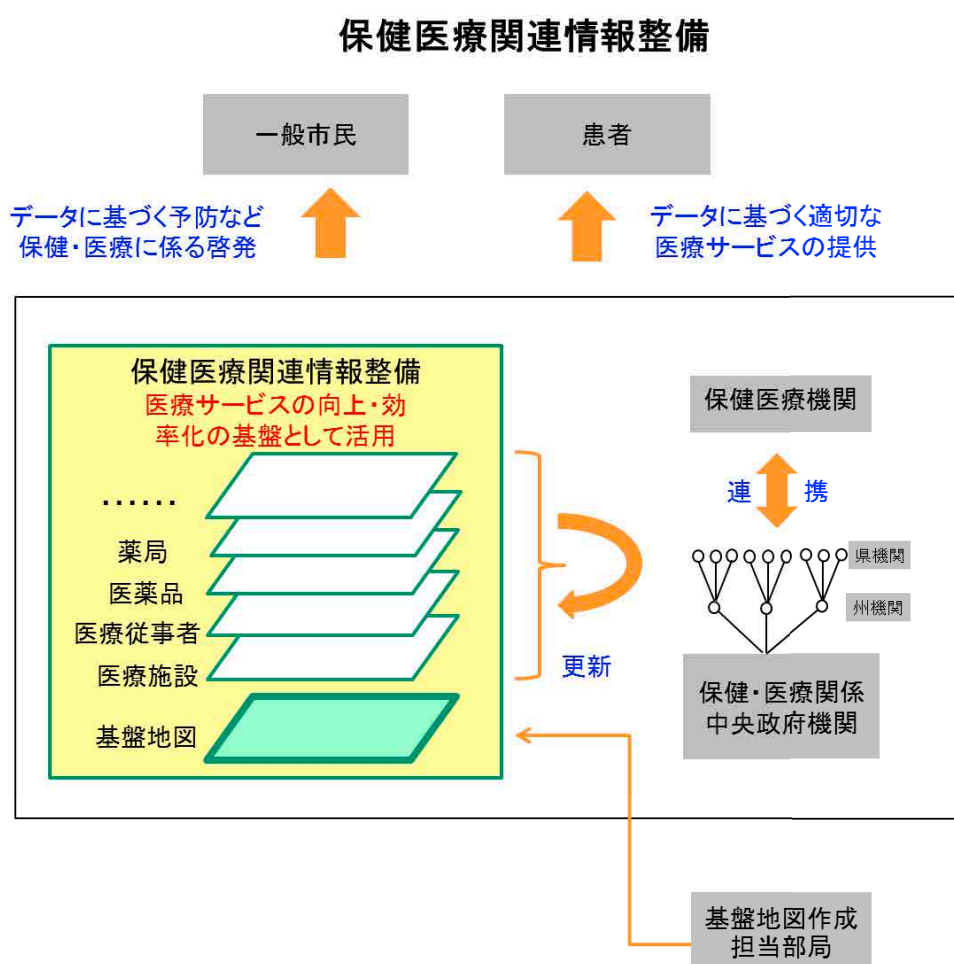 保健医療関連情報整備
一般市民
患者
データに基づく予防など
保健・医療に係る啓発
データに基づく適切な
医療サービスの提供
保健医療関連情報整備
医療サービスの向上・効
率化の基盤として活用
……
薬局
医薬品
医療従事者
医療施設
基盤地図
更新
保健医療機関
連 携
県機関
州機関
保健・医療関係
中央政府機関
基盤地図作成
担当部局